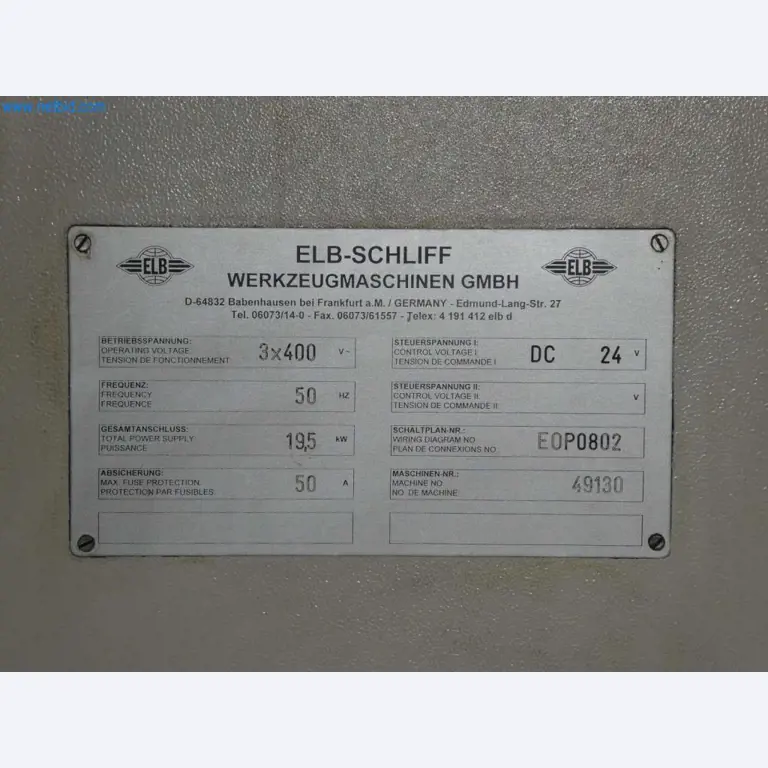 www.netbid.com
ELB
ELB-SCHLIFF
ELB
WERKZEUGMASCHINEN GMBH
D-64832 Babenhausen bei Frankfurt a.M. / GERMANY - Edmund-Lang-Str. 27
Tel. 06073/14-0 - Fax. 06073/61557 - Telex: 4 191 412 elb d
BETRIEBSSPANNUNG:
OPERATING VOLTAGE 3x400 V~
TENSION DE FONCTIONNEMENT
FREQUENZ:
FREQUENCY 50 HZ
FREQUENCE
GESAMTANSCHLUSS:
TOTAL POWER SUPPLY 19,5 kW
PUISSANCE
ABSICHERUNG:
MAX. FUSE PROTECTION 50 A
PROTECTION PAR FUSIBLES
STEUERSPANNUNG I:
CONTROL VOLTAGE I: DC 24 V
TENSION DE COMMANDE I
STEUERSPANNUNG II:
CONTROL VOLTAGE II: V
TENSION DE COMMANDE II
SCHALTPLAN-NR.:
WIRING DIAGRAM NO EOP0802
PLAN DE CONNEXIONS NO.
MASCHINEN-NR.:
MACHINE NO 49130
NO. DE MACHINE